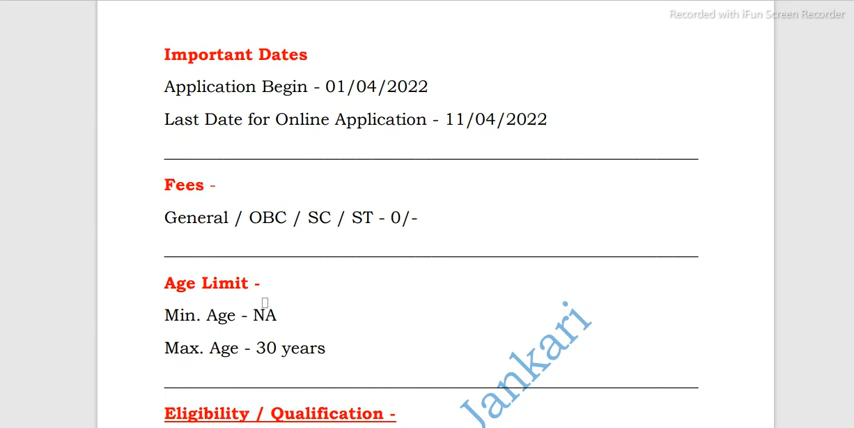 Recorded with iFun Screen Recorder
Important Dates
Application Begin - 01/04/2022
Last Date for Online Application - 11/04/2022
Fees -
General / OBC / SC / ST - 0/-
Age Limit -
Min. Age - NA
Max. Age - 30 years
Jankari
Eligibility / Qualification -